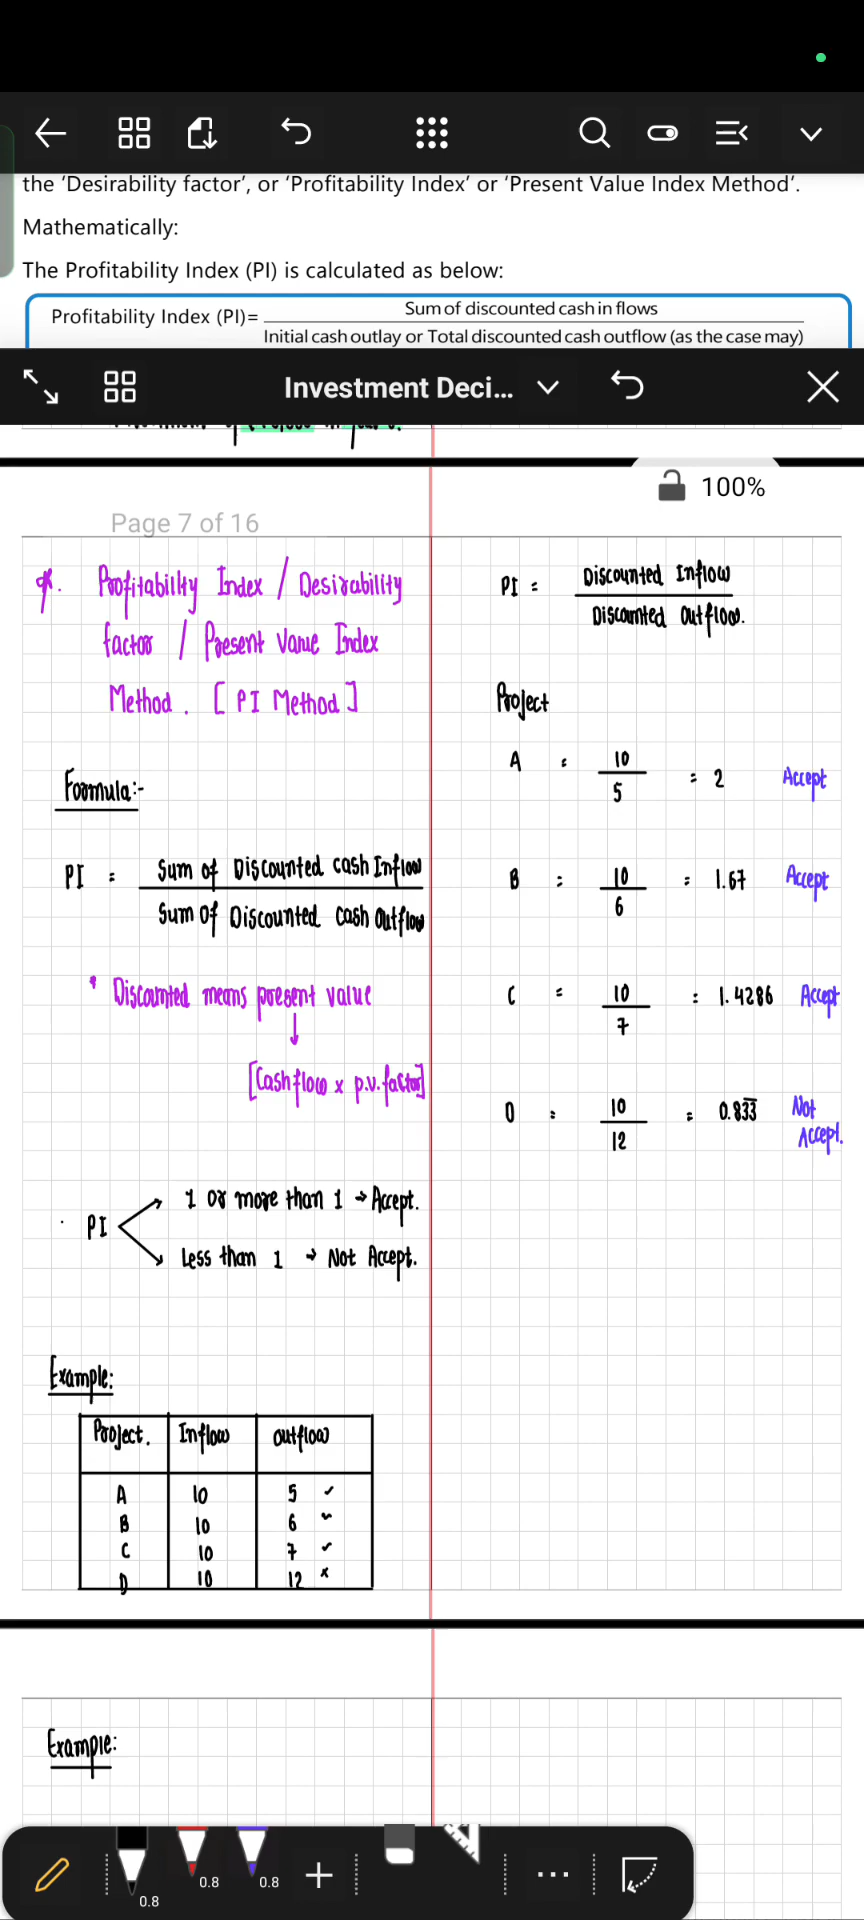 the ‘Desirability factor’, or ‘Profitability Index’ or ‘Present Value Index Method’.
Mathematically:
The Profitability Index (PI) is calculated as below:
Profitability Index (PI)= Sum of discounted cash in flows
Initial cash outlay or Total discounted cash outflow (as the case may)
Investment Deci...
100%
Page 7 of 16
Profitability Index / Desirability
factor / Present Value Index
Method. [ PI Method ]
Formula:-
PI = Sum of Discounted cash Inflow
Sum of Discounted cash outflow
* Discounted means present value
↓
[Cashflow x p.v. factor]
PI
1 or more than 1 → Accept.
Less than 1 → Not Accept.
Example:
Project. Inflow outflow
A 10 5 ✓
B 10 6 ✓
C 10 7 ✓
D 10 12 x
PI = Discounted Inflow
Discounted outflow.
Project
A = 10/5 = 2 Accept
B = 10/6 = 1.67 Accept
C = 10/7 = 1.4286 Accept
D = 10/12 = 0.833 Not
Accept.
Example:
0.8 0.8 0.8